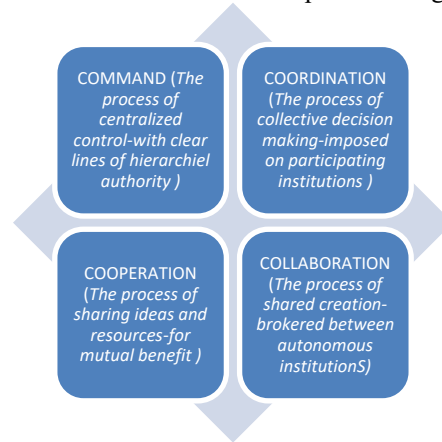 COMMAND (The
process of
centralized
control-with clear
lines of hierarchiel
authority )
COORDINATION
(The process of
collective decision
making-imposed
on participating
institutions )
COOPERATION
(The process of
sharing ideas and
resources-for
mutual benefit )
COLLABORATION
(The process of
shared creation-
brokered between
autonomous
institutionS)